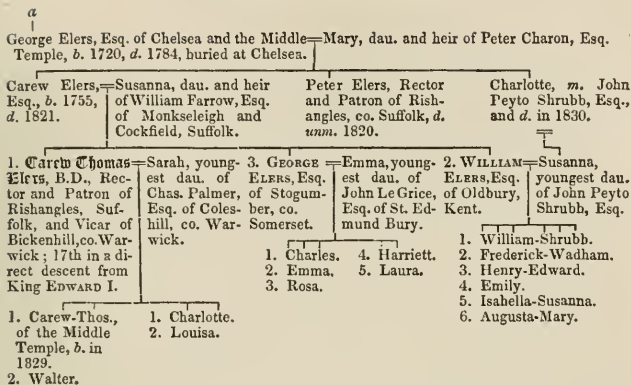 a
George Elers, Esq. of Chelsea and the Middle=Mary, dau. and heir of Peter Charon, Esq.
Temple, b. 1720, d. 1784, buried at Chelsea.
Carew Elers,=Susanna, dau. and heir
Esq., b. 1755, of William Farrow, Esq.
d. 1821. of Monkseleigh and
Cockfield, Suffolk.
Peter Elers, Rector
and Patron of Rish-
angles, co. Suffolk, d.
unm. 1820.
Charlotte, m. John
Peyto Shrubb, Esq.,
and d. in 1830.
1. Carew Thomas=Sarah, young-
Elers, B.D., Rec- est dau. of
tor and Patron of Chas. Palmer,
Rishangles, Suf- Esq. of Coles-
folk, and Vicar of hill, co. War-
Bickenhill, co. War- wick.
wick; 17th in a di-
rect descent from
King EDWARD I.
3. GEORGE=Emma, young-
ELERS, Esq. est dau. of
of Stogum- John Le Grice,
ber, co. Esq. of St. Ed-
Somerset. mund Bury.
2. WILLIAM=Susanna,
ELERS, Esq. youngest dau.
of Oldbury, of John Peyto
Kent. Shrubb, Esq.
1. Charles. 4. Harriett.
2. Emma. 5. Laura.
3. Rosa.
1. William-Shrubb.
2. Frederick-Wadham.
3. Henry-Edward.
4. Emily.
5. Isabella-Susanna.
6. Augusta-Mary.
1. Carew-Thos., 1. Charlotte.
of the Middle 2. Louisa.
Temple, b. in
1829.
2. Walter.